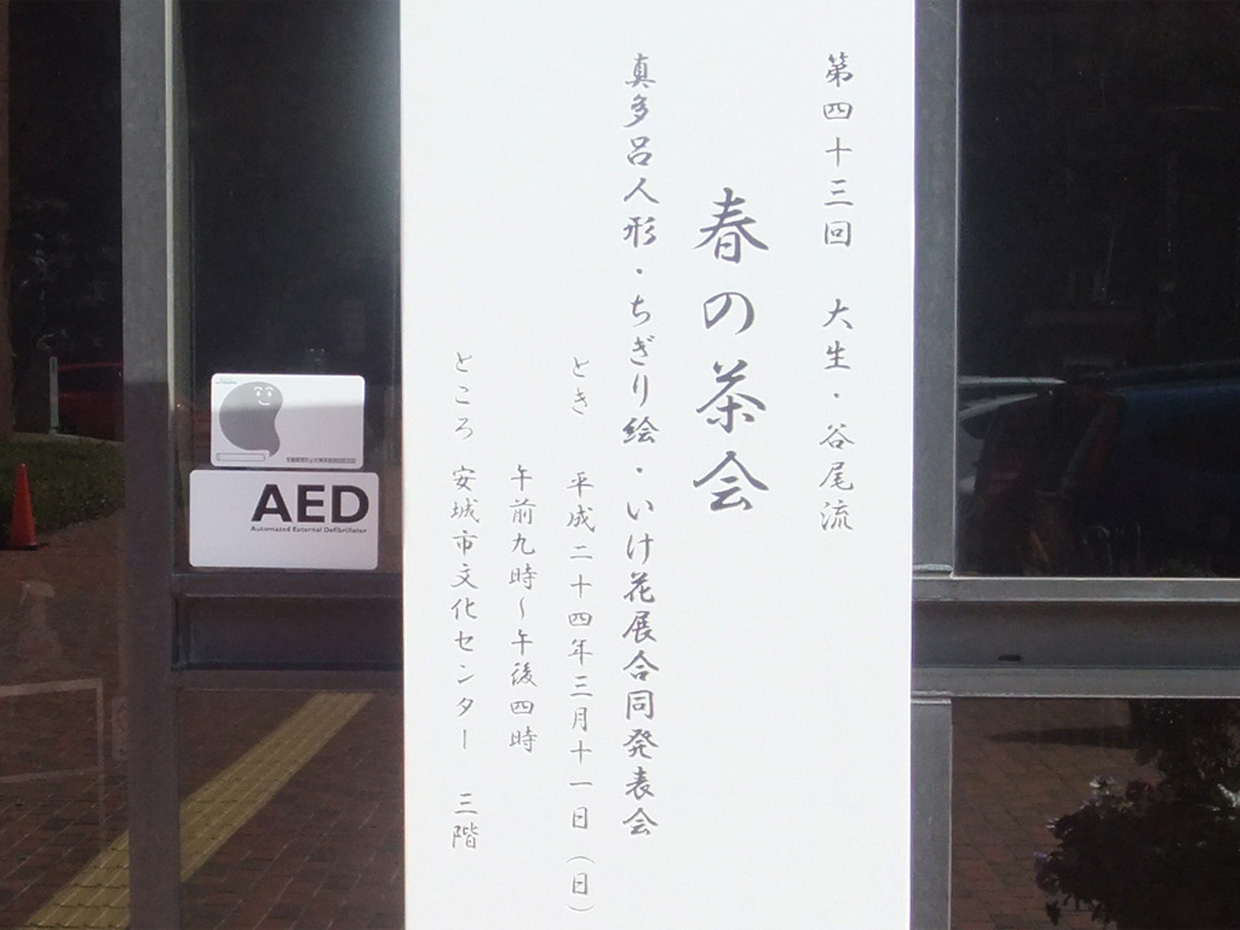 第四十三回 大生・谷尾流
春の茶会
真多呂人形・ちぎり絵・いけ花展合同発表会
とき 平成二十四年三月十一日（日）
午前九時～午後四時
ところ 安城市文化センター 三階
AED
Automated External Defibrillator